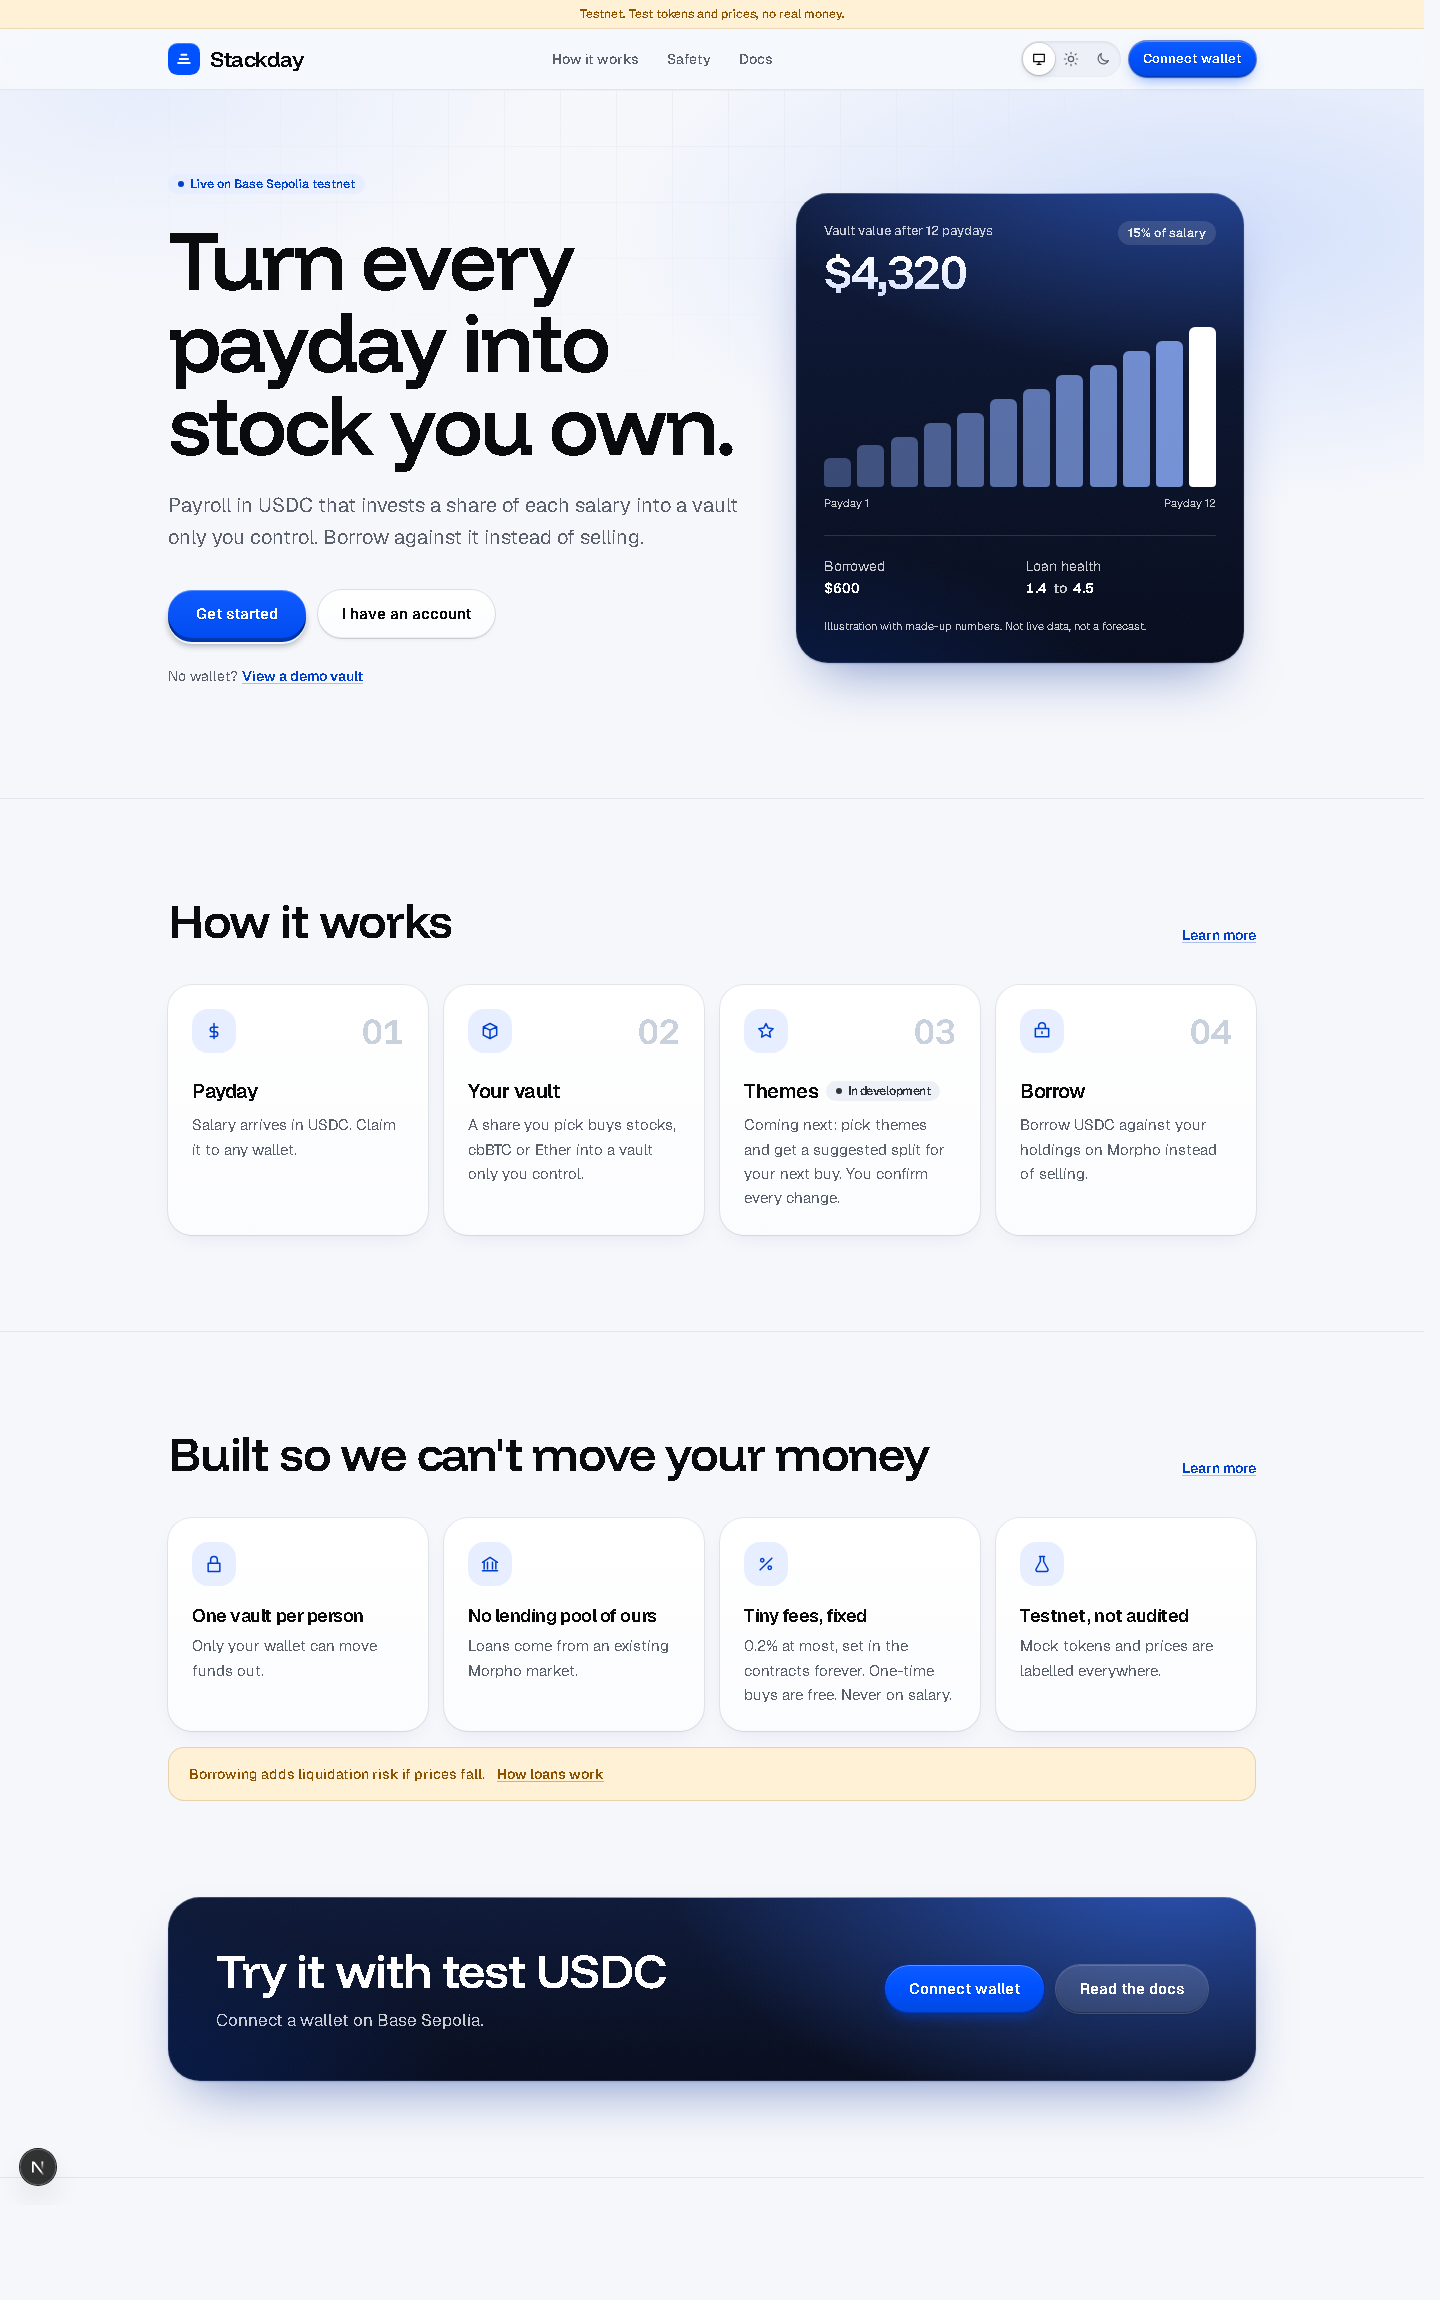 Testnet. Test tokens and prices, no real money.
Stackday
How it works
Safety
Docs
Connect wallet
Live on Base Sepolia testnet
Turn every
payday into
stock you own.
Payroll in USDC that invests a share of each salary into a vault
only you control. Borrow against it instead of selling.
Get started
I have an account
No wallet? View a demo vault
Vault value after 12 paydays
15% of salary
$4,320
Payday 1
Payday 12
Borrowed
$600
Loan health
1.4 to 4.5
Illustration with made-up numbers. Not live data, not a forecast.
How it works
Learn more
01
Payday
Salary arrives in USDC. Claim
it to any wallet.
02
Your vault
A share you pick buys stocks,
cbBTC or Ether into a vault
only you control.
03
Themes
In development
Coming next: pick themes
and get a suggested split for
your next buy. You confirm
every change.
04
Borrow
Borrow USDC against your
holdings on Morpho instead
of selling.
Built so we can't move your money
Learn more
One vault per person
Only your wallet can move
funds out.
No lending pool of ours
Loans come from an existing
Morpho market.
Tiny fees, fixed
0.2% at most, set in the
contracts forever. One-time
buys are free. Never on salary.
Testnet, not audited
Mock tokens and prices are
labelled everywhere.
Borrowing adds liquidation risk if prices fall. How loans work
Try it with test USDC
Connect a wallet on Base Sepolia.
Connect wallet
Read the docs
N